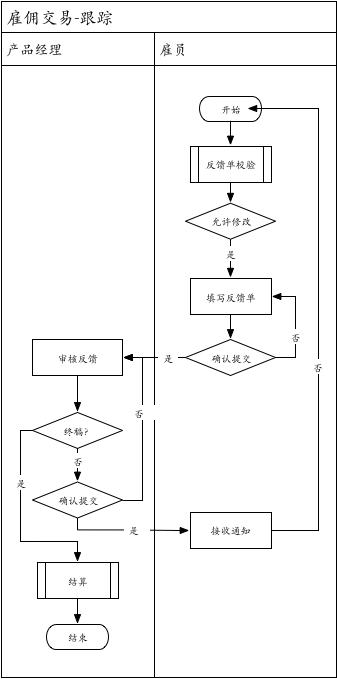 雇佣交易-跟踪
产品经理
雇员
开始
反馈单校验
允许修改
是
填写反馈单
否
确认提交
是
审核反馈
否
否
终稿?
否
是
确认提交
是
接收通知
结算
结束